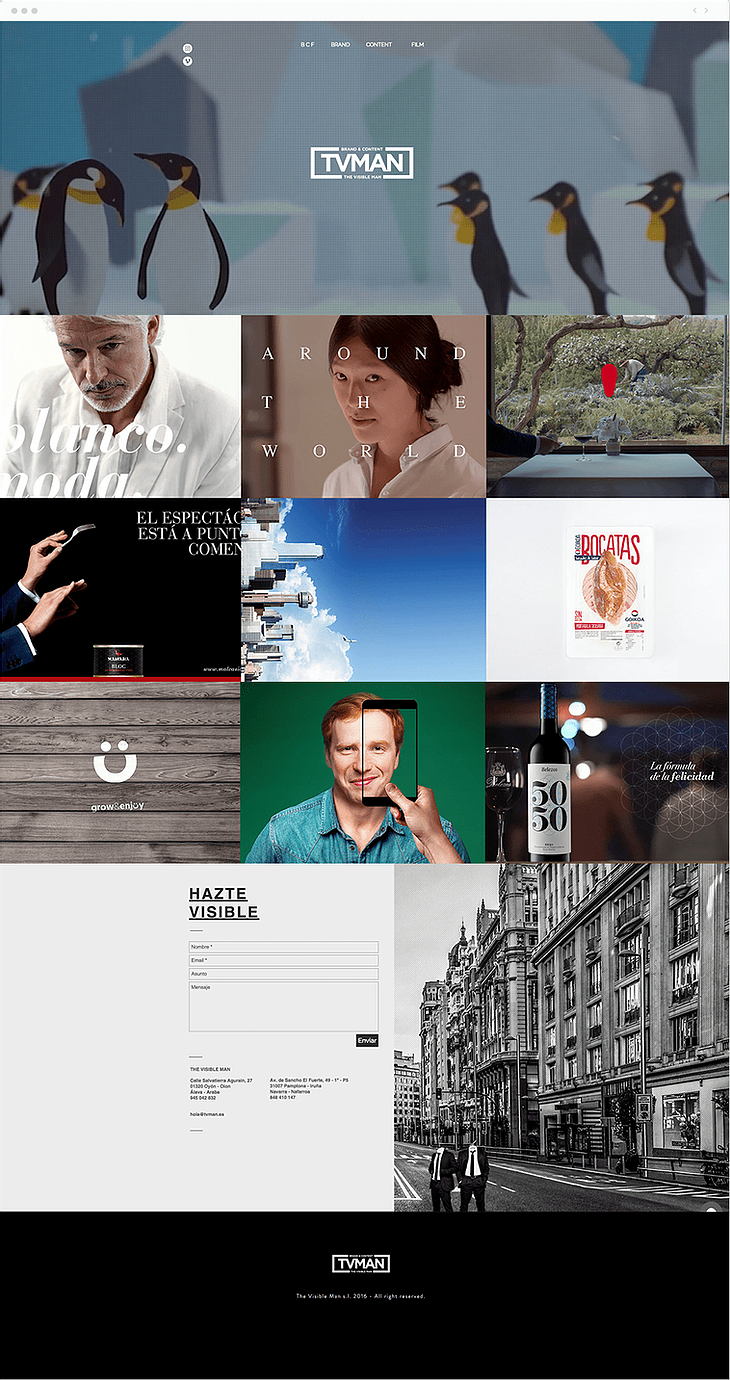 B C F BRAND CONTENT FILM
BRAND & CONTENT
TVMAN
THE VISIBLE MAN
blanco.
moda.
A R O U N D
T H E
W O R L D
EL ESPECTÁC
ESTÁ A PUNT
COMEN
BLOC
BOCATAS
SIN
GOIKOA
grow&enjoy
Belezos
50
50
La fórmula
de la felicidad
HAZTE
VISIBLE
Nombre *
Email *
Asunto
Mensaje
Enviar
THE VISIBLE MAN
Calle Salvatierra Agurain, 27
01320 Oyón - Oion
Álava - Araba
945 042 832
Av. de Sancho El Fuerte, 49 - 1º - P5
31007 Pamplona - Iruña
Navarra - Nafarroa
848 410 147
hola@tvman.es
BRAND & CONTENT
TVMAN
THE VISIBLE MAN
The Visible Man s.l. 2016 - All right reserved.